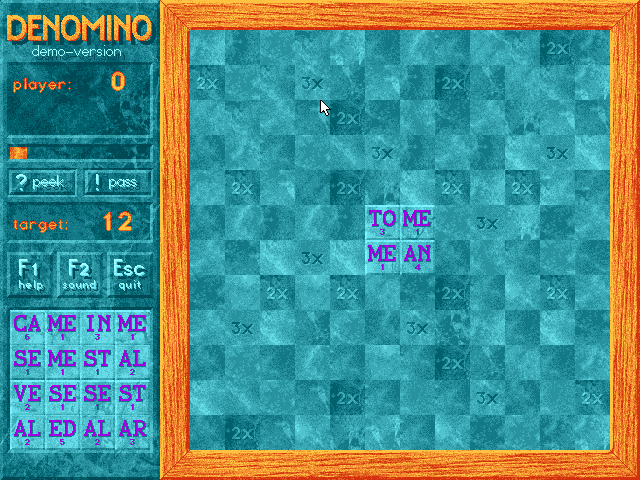 DENOMINO
demo-version
player: 0
? peek ! pass
target: 12
F1 F2 Esc
help sound quit
CA ME IN ME
6 1 3 1
SE ME ST AL
1 1 1 2
VE SE SE ST
2 1 1 1
AL ED AL AR
2 5 2 3
2x
2x 3x 2x
2x
3x 3x
2x 2x 2x 2x
TO ME 3x
3 1
3x ME AN
1 4
2x 2x 2x 2x
3x 3x
2x
2x 3x 2x
2x